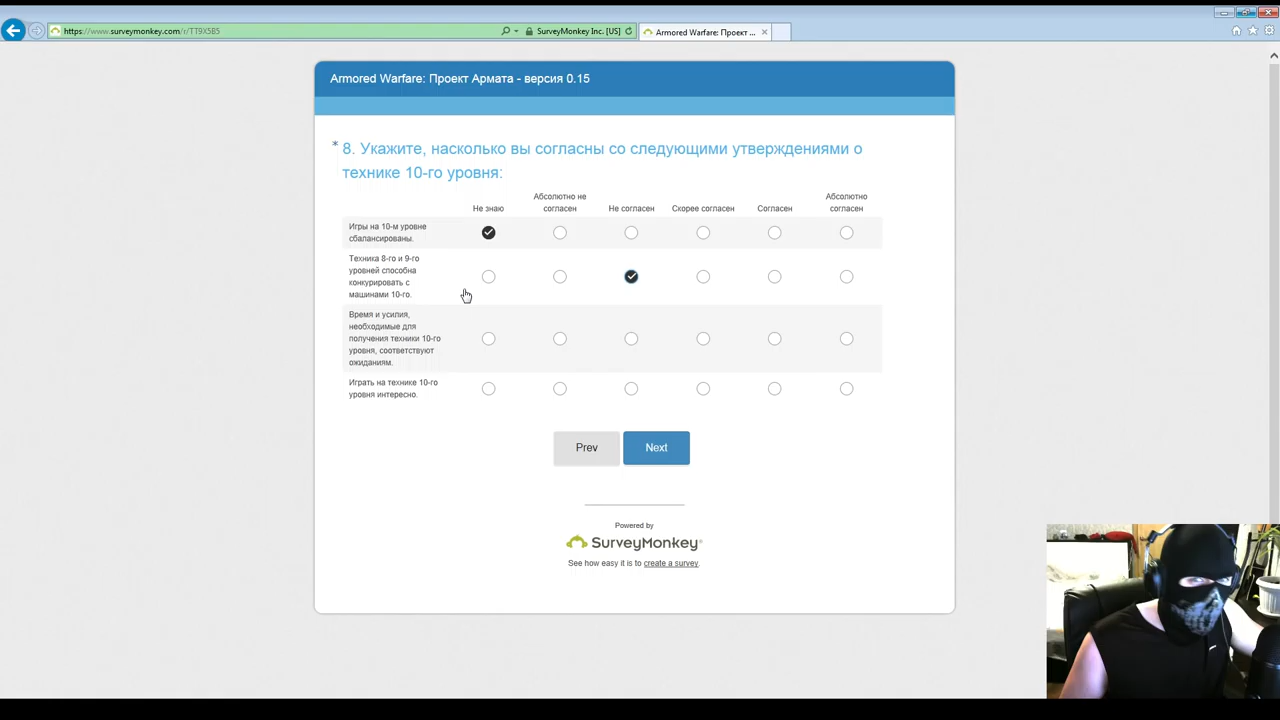 https://www.surveymonkey.com/r/TT9X5B5
SurveyMonkey Inc. [US]
Armored Warfare: Проект ...
Armored Warfare: Проект Армата - версия 0.15
* 8. Укажите, насколько вы согласны со следующими утверждениями о
технике 10-го уровня:
Не знаю
Абсолютно не
согласен
Не согласен
Скорее согласен
Согласен
Абсолютно
согласен
Игры на 10-м уровне
сбалансированы.
Техника 8-го и 9-го
уровней способна
конкурировать с
машинами 10-го.
Время и усилия,
необходимые для
получения техники 10-го
уровня, соответствуют
ожиданиям.
Играть на технике 10-го
уровня интересно.
Prev
Next
Powered by
SurveyMonkey®
See how easy it is to create a survey.